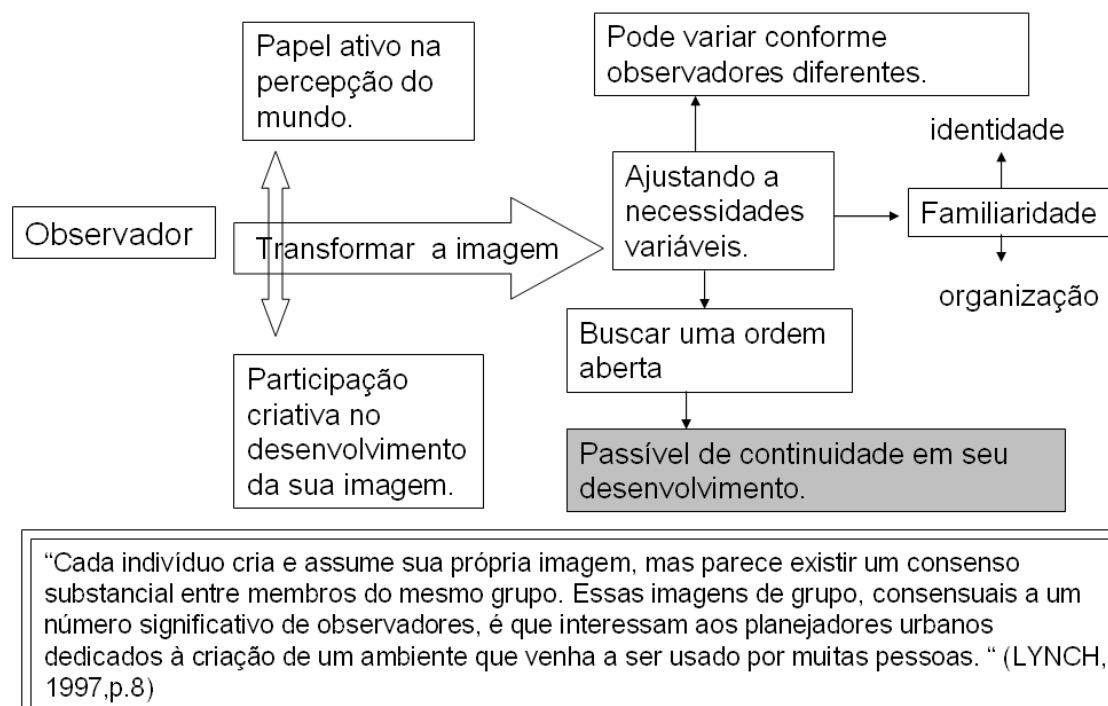 Papel ativo na
percepção do
mundo.
Pode variar conforme
observadores diferentes.
identidade
Observador
Transformar a imagem
Ajustando a
necessidades
variáveis.
Familiaridade
organização
Buscar uma ordem
aberta
Participação
criativa no
desenvolvimento
da sua imagem.
Passível de continuidade em seu
desenvolvimento.
“Cada indivíduo cria e assume sua própria imagem, mas parece existir um consenso
substancial entre membros do mesmo grupo. Essas imagens de grupo, consensuais a um
número significativo de observadores, é que interessam aos planejadores urbanos
dedicados à criação de um ambiente que venha a ser usado por muitas pessoas. “ (LYNCH,
1997,p.8)